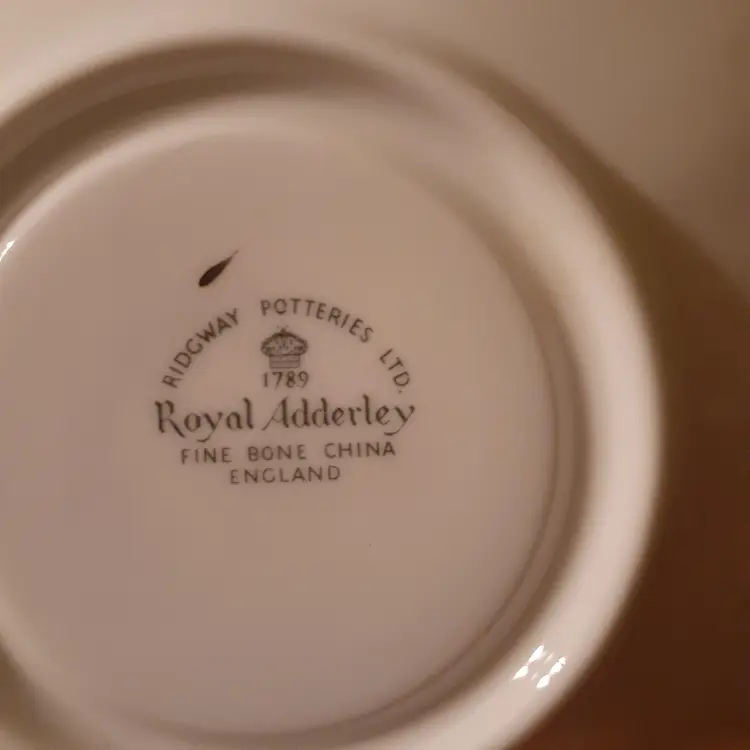 RIDGWAY POTTERIES LTD.
1789
Royal Adderley
FINE BONE CHINA
ENGLAND